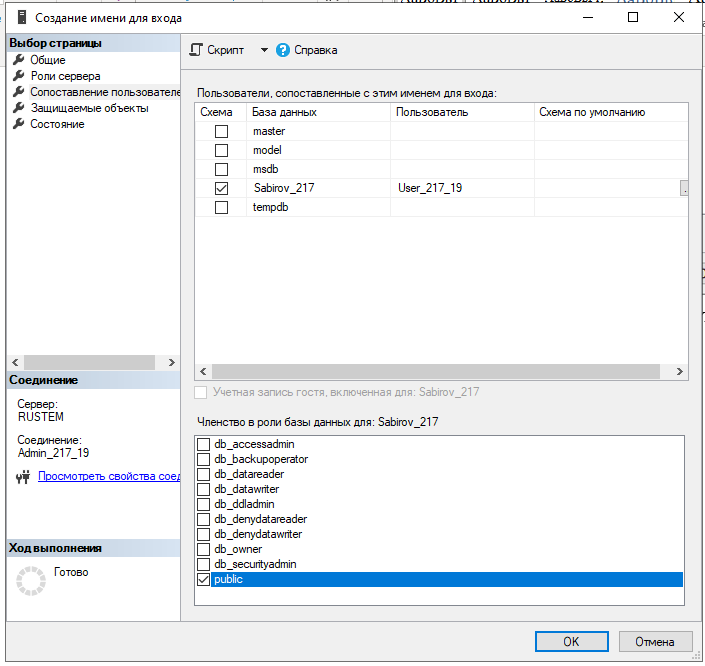 Создание имени для входа
Выбор страницы
Общие
Роли сервера
Сопоставление пользователе
Защищаемые объекты
Состояние
Скрипт
Справка
Пользователи, сопоставленные с этим именем для входа:
Схема База данных Пользователь Схема по умолчанию
master
model
msdb
Sabirov_217 User_217_19
tempdb
Учетная запись гостя, включенная для: Sabirov_217
Членство в роли базы данных для: Sabirov_217
db_accessadmin
db_backupoperator
db_datareader
db_datawriter
db_ddladmin
db_denydatareader
db_denydatawriter
db_owner
db_securityadmin
public
Соединение
Сервер:
RUSTEM
Соединение:
Admin_217_19
Просмотреть свойства соед
Ход выполнения
Готово
OK
Отмена